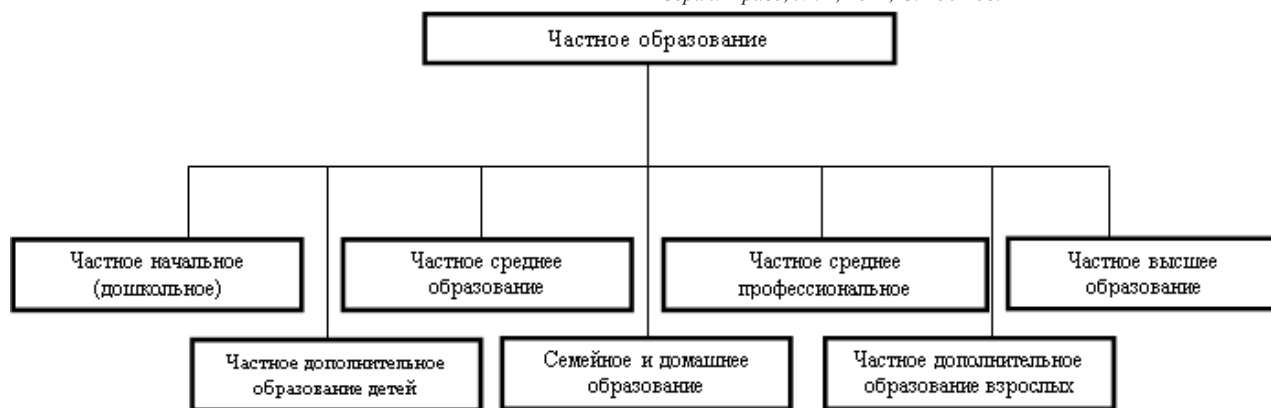 Частное образование
Частное начальное
(дошкольное)
Частное среднее
образование
Частное среднее
профессиональное
Частное высшее
образование
Частное дополнительное
образование детей
Семейное и домашнее
образование
Частное дополнительное
образование взрослых